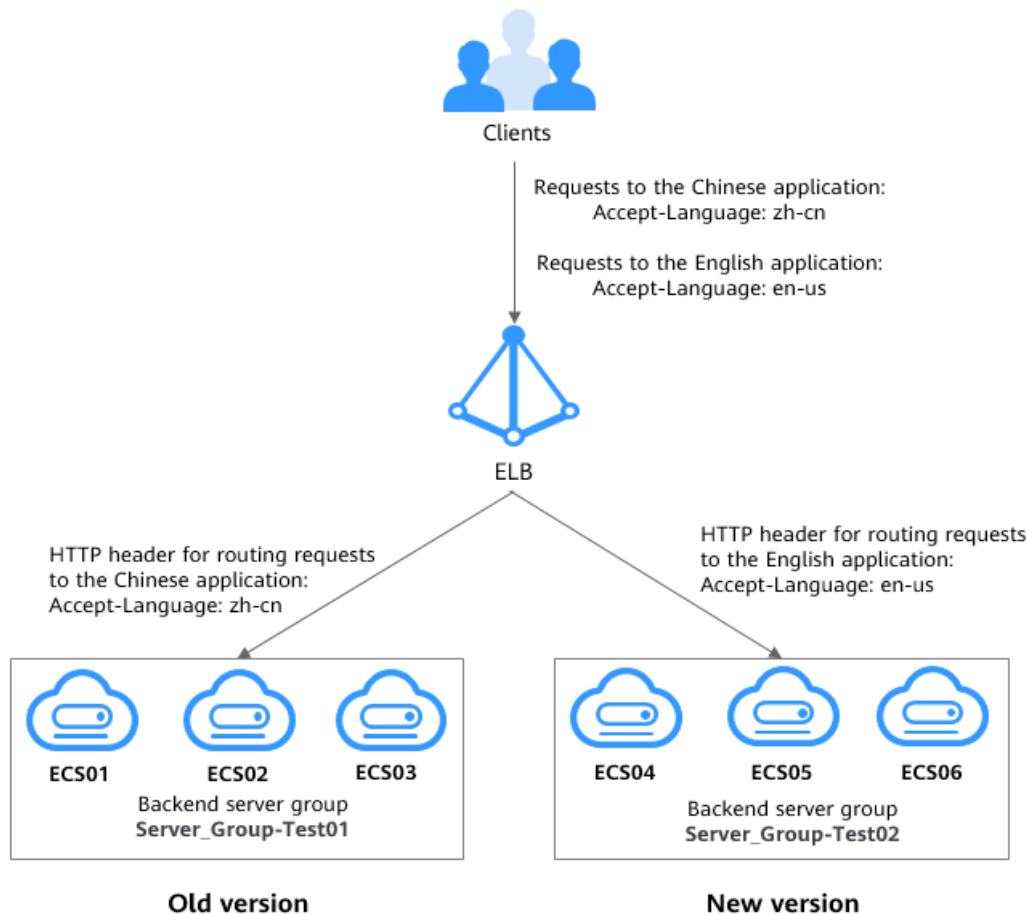 Clients
Requests to the Chinese application:
Accept-Language: zh-cn
Requests to the English application:
Accept-Language: en-us
ELB
HTTP header for routing requests
to the Chinese application:
Accept-Language: zh-cn
HTTP header for routing requests
to the English application:
Accept-Language: en-us
ECS01
ECS02
ECS03
Backend server group
Server_Group-Test01
ECS04
ECS05
ECS06
Backend server group
Server_Group-Test02
Old version
New version